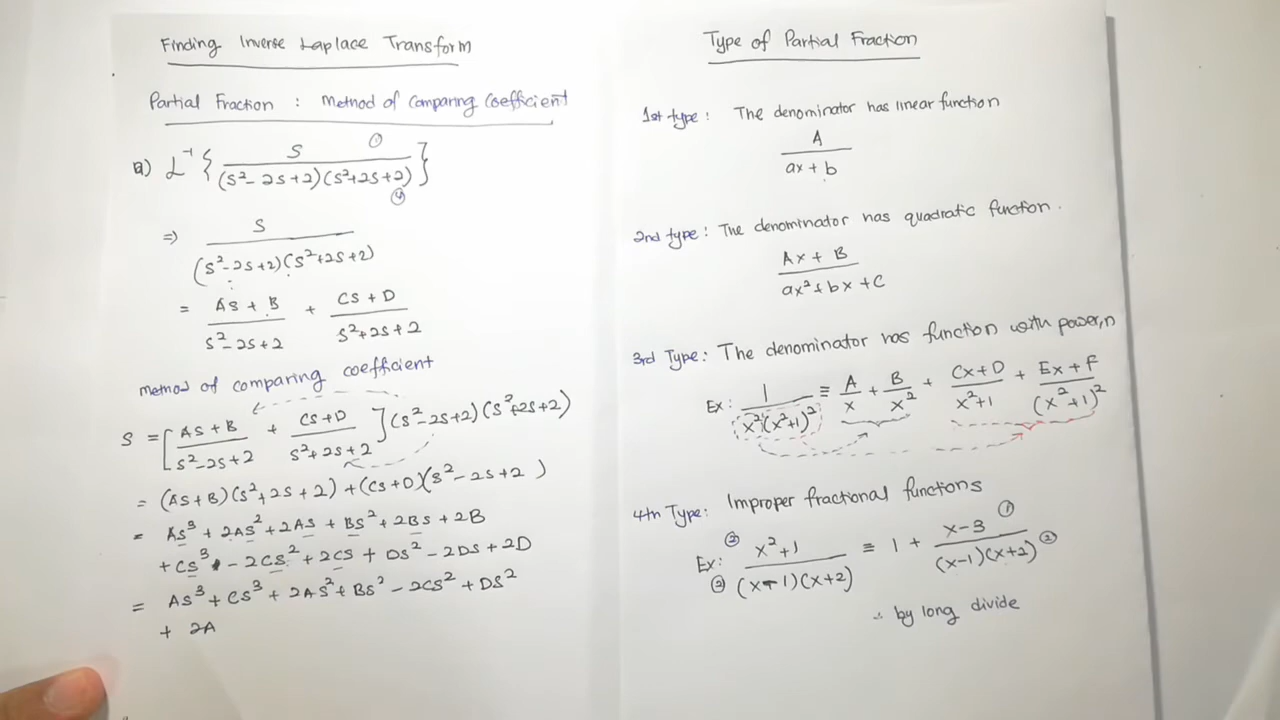 Finding Inverse Laplace Transform
Partial Fraction : Method of Comparing Coefficient
a) L⁻¹ { s ① / (s²- 2s+2)(s²+2s+2) ④ }
⇒ s / (s²-2s+2)(s²+2s+2)
= As + B / s²-2s+2 + Cs + D / s²+2s+2
method of comparing coefficient
s = [ As + B / s²-2s+2 + Cs+D / s²+2s+2 ] (s²-2s+2)(s²+2s+2)
= (As+B)(s²+2s+2) + (Cs+D)(s²-2s+2)
= As³ + 2As² + 2As + Bs² + 2Bs + 2B
+ Cs³ - 2Cs² + 2Cs + Ds² - 2Ds + 2D
= As³ + Cs³ + 2As² + Bs² - 2Cs² + Ds²
+ 2A
Type of Partial Fraction
1st type : The denominator has linear function
A / ax + b
2nd type : The denominator has quadratic function.
Ax + B / ax²+bx+c
3rd Type : The denominator has function with power,n
Ex: 1 / x²(x²+1)² ≡ A / x + B / x² + Cx+D / x²+1 + Ex+F / (x²+1)²
4th Type: Improper fractional functions
Ex: ② x²+1 / ② (x-1)(x+2) ≡ 1 + x-3 ① / (x-1)(x+2) ②
∴ by long divide